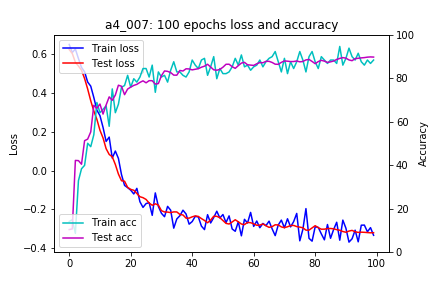 a4_007: 100 epochs loss and accuracy
Loss
0.6
0.4
0.2
0.0
−0.2
−0.4
Train loss
Test loss
Train acc
Test acc
0
20
40
60
80
100
100
80
60
40
20
0
Accuracy